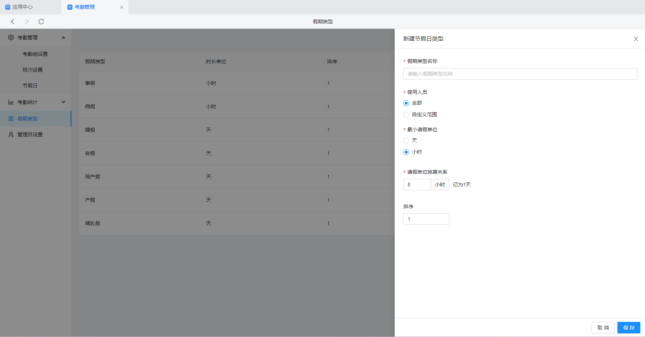 应用中心
考勤管理
假期类型
考勤管理
考勤组设置
班次设置
节假日
考勤统计
假期类型
管理员设置
假期类型 时长单位 排序
事假 小时 1
病假 小时 1
婚假 天 1
丧假 天 1
陪产假 天 1
产假 天 1
哺乳假 天 1
新建节假日类型
* 假期类型名称
请输入假期类型名称
* 使用人员
全部
自定义范围
* 最小请假单位
天
小时
* 请假单位换算关系
8 小时 记为1天
排序
1
取 消 保 存